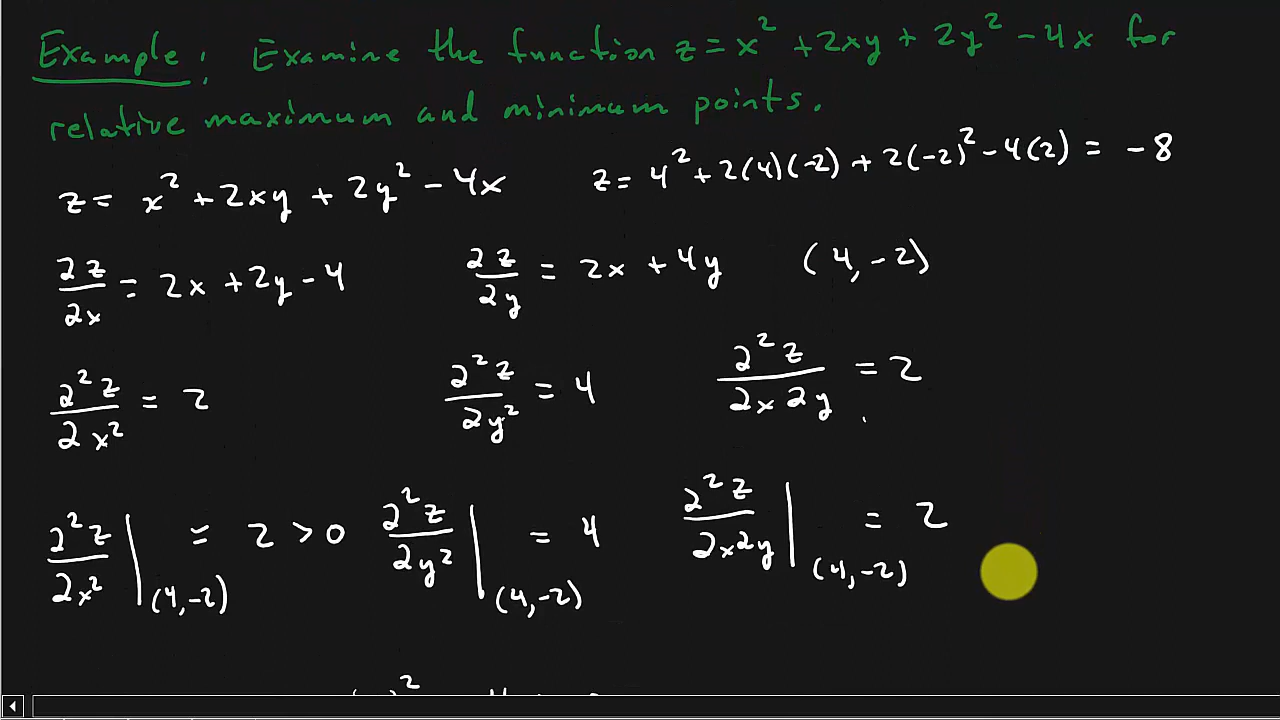 Example: Examine the function z = x² + 2xy + 2y² - 4x for
relative maximum and minimum points.
z = x² + 2xy + 2y² - 4x    z = 4² + 2(4)(-2) + 2(-2)² - 4(2) = -8
∂z/∂x = 2x + 2y - 4    ∂z/∂y = 2x + 4y    (4, -2)
∂²z/∂x² = 2    ∂²z/∂y² = 4    ∂²z/∂x∂y = 2
∂²z/∂x² |(4,-2) = 2 > 0    ∂²z/∂y² |(4,-2) = 4    ∂²z/∂x∂y |(4,-2) = 2